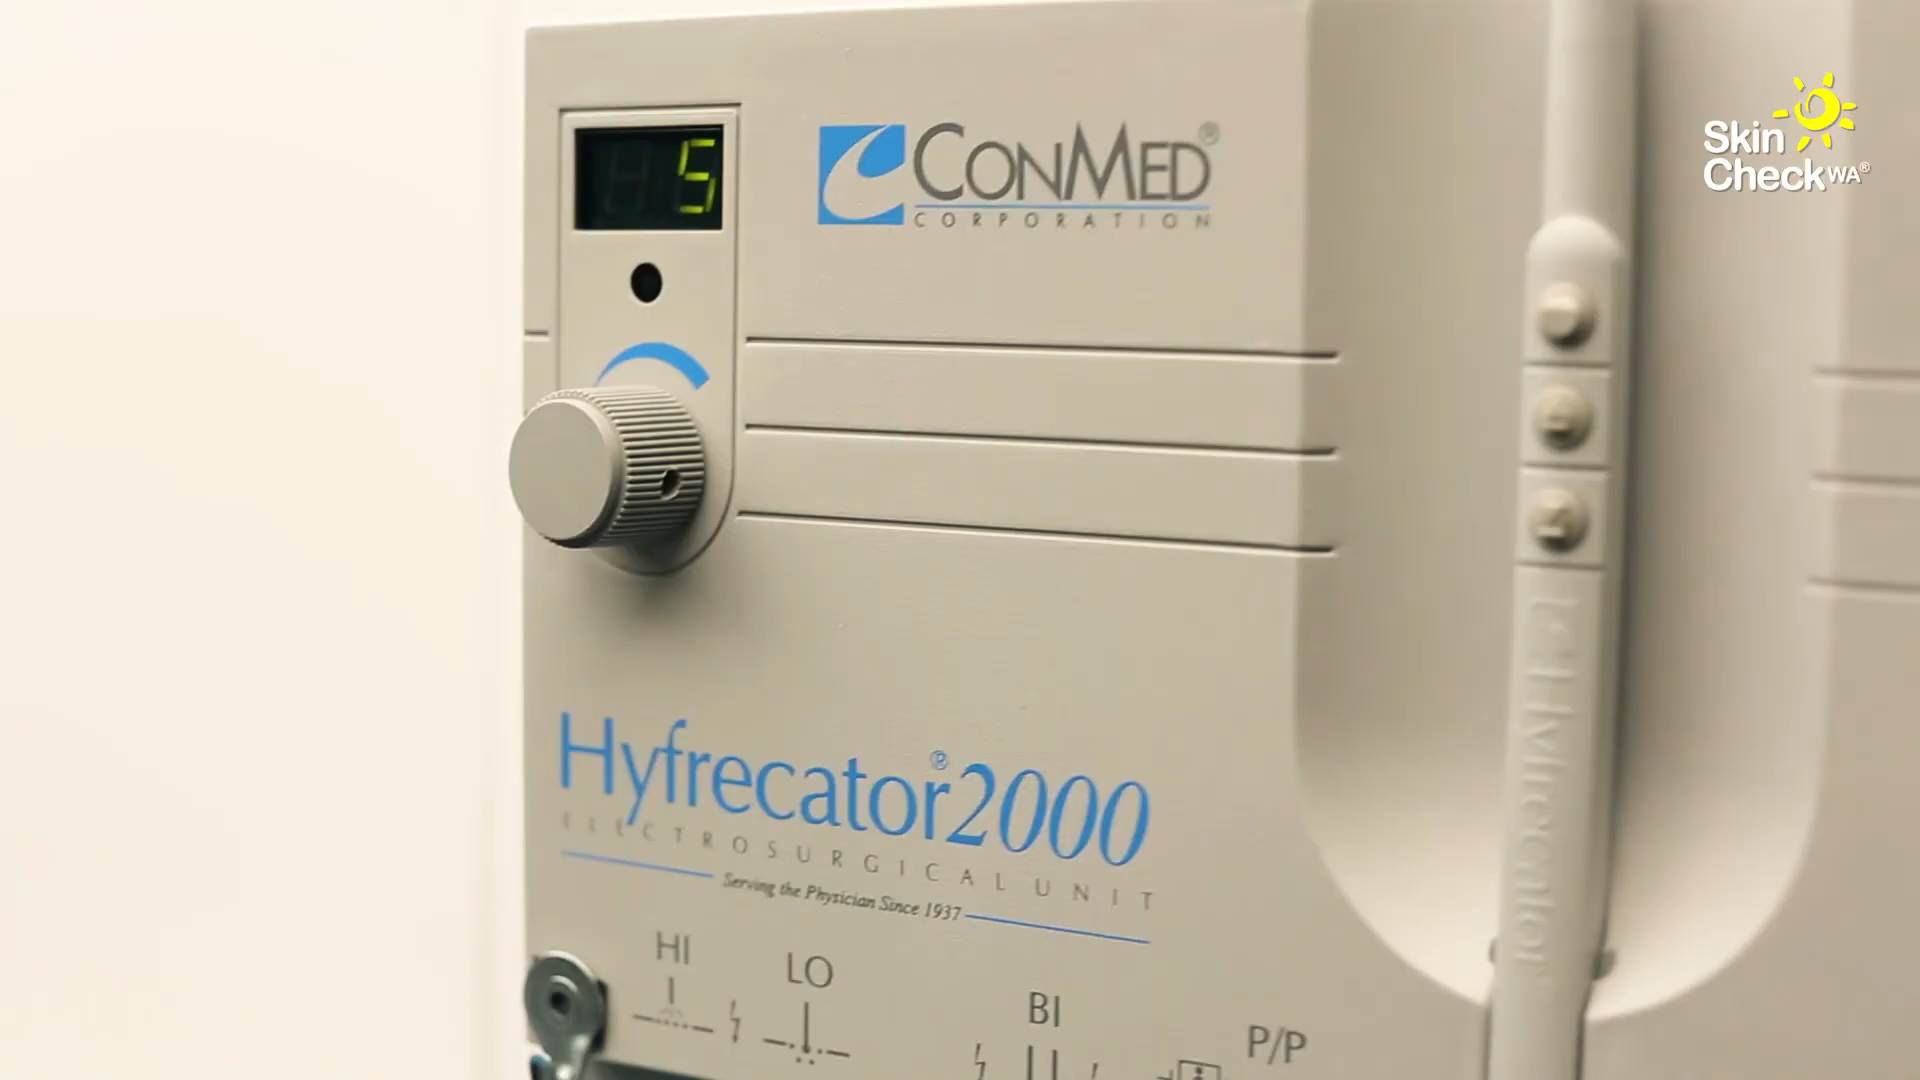 5
CONMED®
CORPORATION
Skin
Check WA®
Hyfrecator®2000
ELECTROSURGICAL UNIT
Serving the Physician Since 1937
HI
LO
BI
P/P
Hyfrecator